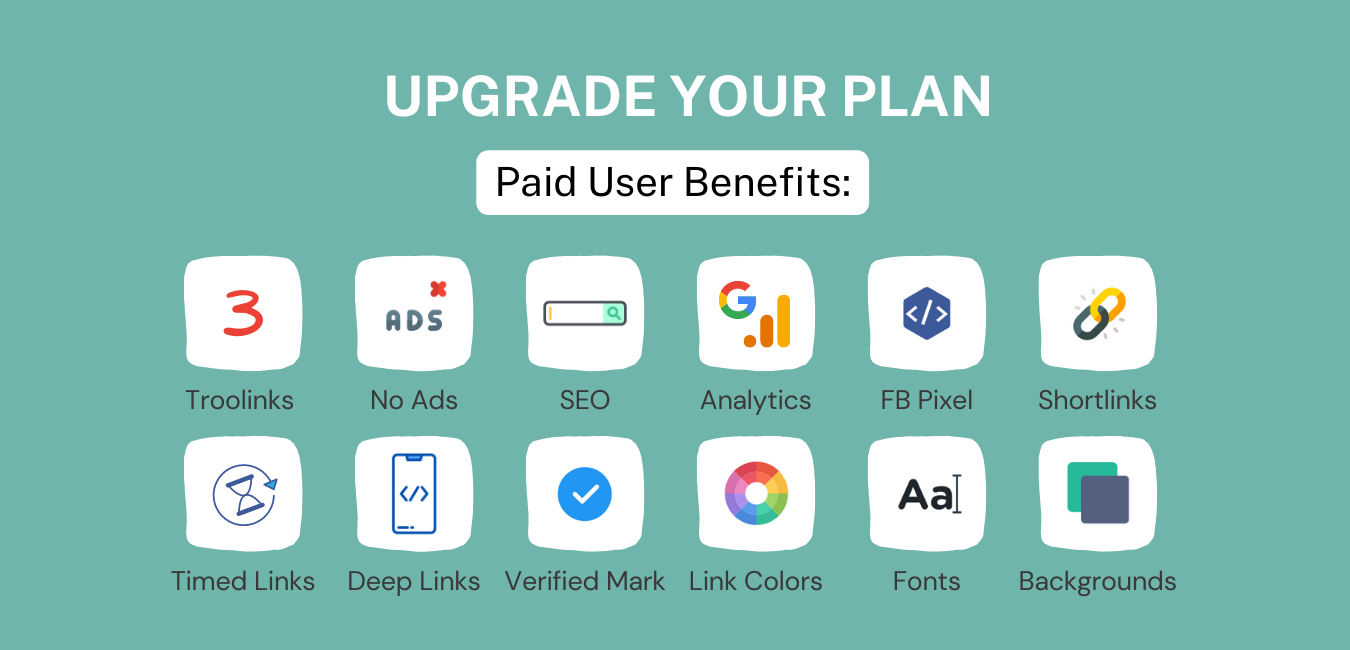 UPGRADE YOUR PLAN
Paid User Benefits:
3
ADS
</>
Troolinks
No Ads
SEO
Analytics
FB Pixel
Shortlinks
</>
Aa
Timed Links
Deep Links
Verified Mark
Link Colors
Fonts
Backgrounds